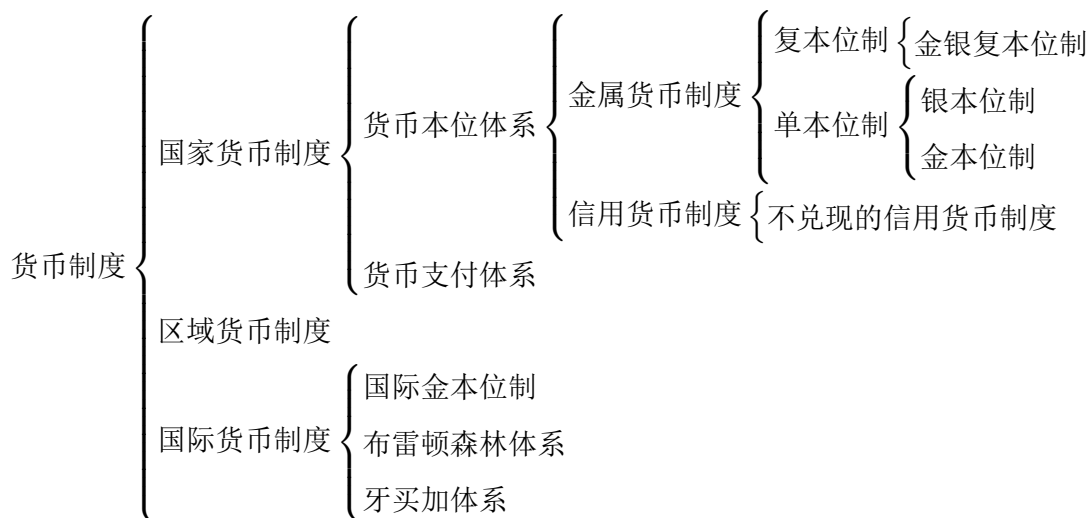 货币制度
国家货币制度
货币本位体系
金属货币制度
复本位制
金银复本位制
单本位制
银本位制
金本位制
信用货币制度
不兑现的信用货币制度
货币支付体系
区域货币制度
国际货币制度
国际金本位制
布雷顿森林体系
牙买加体系